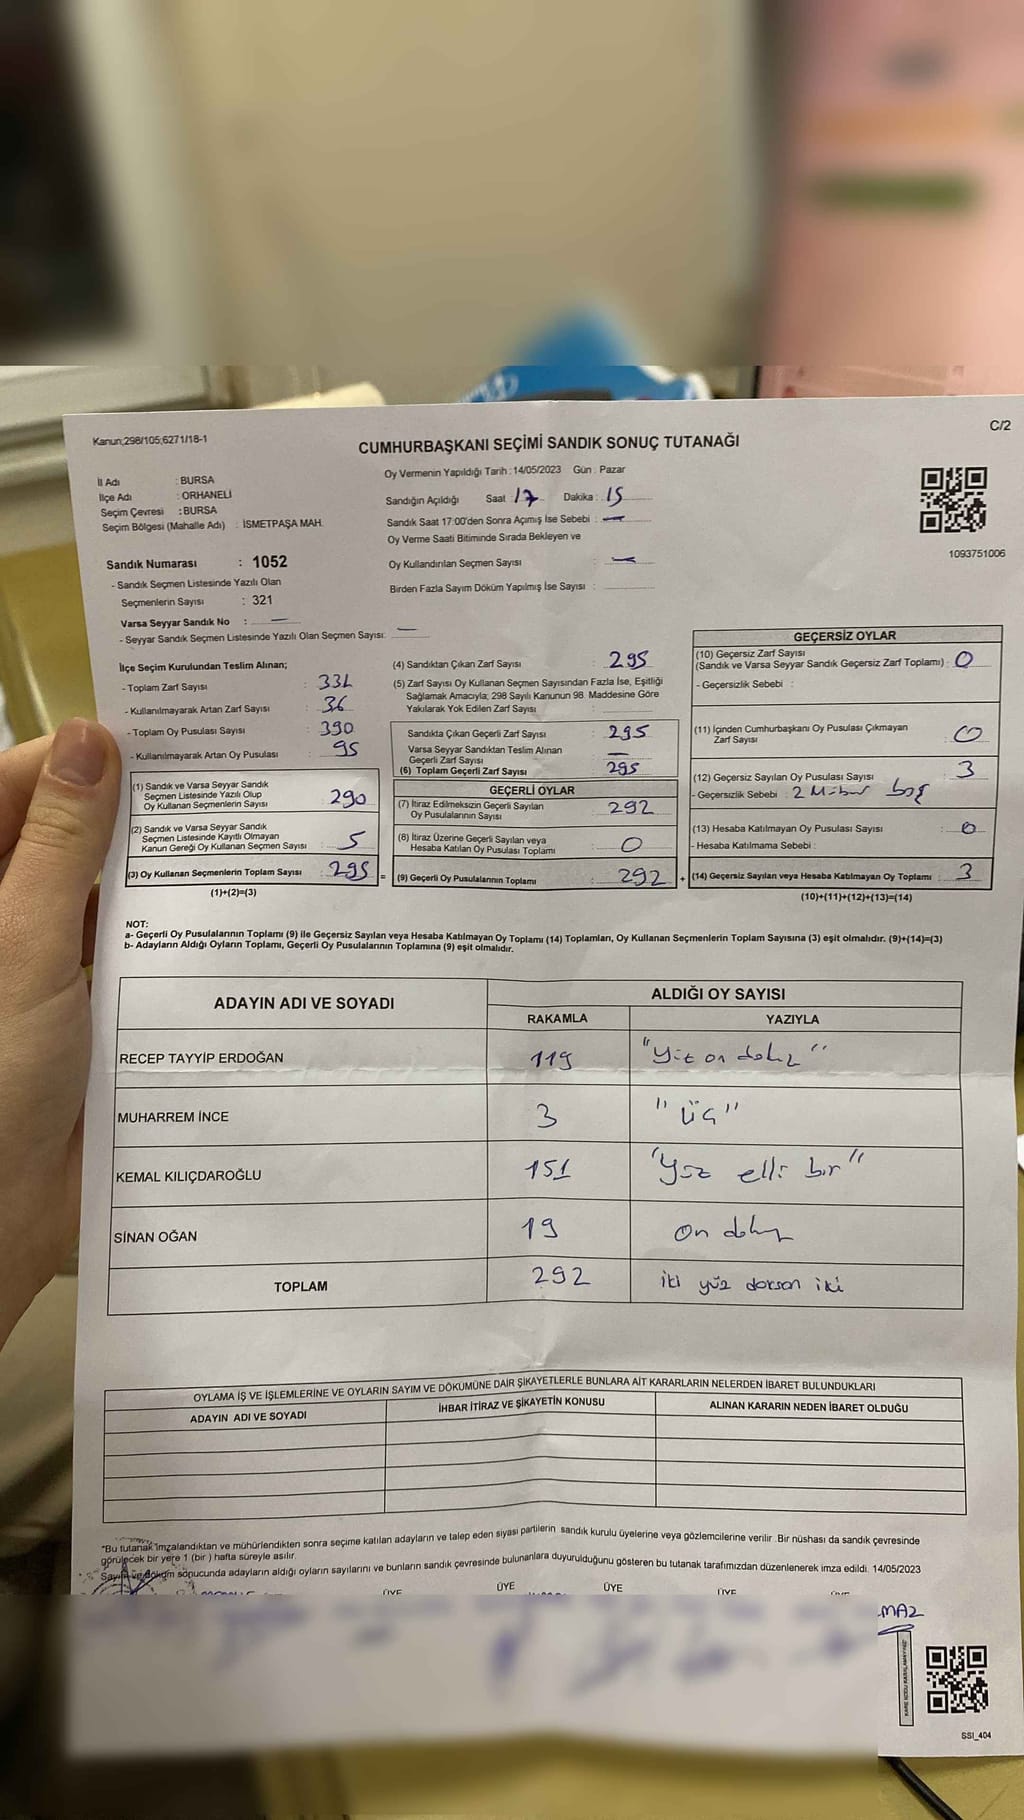 Kanun;298/105;6271/18-1
C/2
CUMHURBAŞKANI SEÇİMİ SANDIK SONUÇ TUTANAĞI
İl Adı : BURSA
İlçe Adı : ORHANELİ
Seçim Çevresi : BURSA
Seçim Bölgesi (Mahalle Adı) : İSMETPAŞA MAH.
Oy Vermenin Yapıldığı Tarih : 14/05/2023 Gün : Pazar
Sandığın Açıldığı Saat : 17 Dakika : 15
Sandık Saat 17:00'den Sonra Açımış İse Sebebi : —
Oy Verme Saati Bitiminde Sırada Bekleyen ve
Oy Kullandırılan Seçmen Sayısı : —
Birden Fazla Sayım Döküm Yapılmış İse Sayısı :
1093751006
Sandık Numarası : 1052
- Sandık Seçmen Listesinde Yazılı Olan
Seçmenlerin Sayısı : 321
Varsa Seyyar Sandık No : —
- Seyyar Sandık Seçmen Listesinde Yazılı Olan Seçmen Sayısı: —
İlçe Seçim Kurulundan Teslim Alınan;
- Toplam Zarf Sayısı : 331
- Kullanılmayarak Artan Zarf Sayısı : 36
- Toplam Oy Pusulası Sayısı : 390
- Kullanılmayarak Artan Oy Pusulası : 95
(1) Sandık ve Varsa Seyyar Sandık
Seçmen Listesinde Yazılı Olup
Oy Kullanan Seçmenlerin Sayısı : 290
(2) Sandık ve Varsa Seyyar Sandık
Seçmen Listesinde Kayıtlı Olmayan
Kanun Gereği Oy Kullanan Seçmen Sayısı : 5
(3) Oy Kullanan Seçmenlerin Toplam Sayısı : 295 =
(1)+(2)=(3)
(4) Sandıktan Çıkan Zarf Sayısı : 295
(5) Zarf Sayısı Oy Kullanan Seçmen Sayısından Fazla İse, Eşitliği
Sağlamak Amacıyla; 298 Sayılı Kanunun 98. Maddesine Göre
Yakılarak Yok Edilen Zarf Sayısı :
Sandıkta Çıkan Geçerli Zarf Sayısı : 295
Varsa Seyyar Sandıktan Teslim Alınan
Geçerli Zarf Sayısı : —
(6) Toplam Geçerli Zarf Sayısı 295
GEÇERLİ OYLAR
(7) İtiraz Edilmeksizin Geçerli Sayılan
Oy Pusulalarının Sayısı : 292
(8) İtiraz Üzerine Geçerli Sayılan veya
Hesaba Katılan Oy Pusulası Toplamı : 0
(9) Geçerli Oy Pusulalarının Toplamı : 292 +
GEÇERSİZ OYLAR
(10) Geçersiz Zarf Sayısı
(Sandık ve Varsa Seyyar Sandık Geçersiz Zarf Toplamı) : 0
- Geçersizlik Sebebi :
(11) İçinden Cumhurbaşkanı Oy Pusulası Çıkmayan
Zarf Sayısı : 0
(12) Geçersiz Sayılan Oy Pusulası Sayısı : 3
- Geçersizlik Sebebi : 2 Mühür boş
(13) Hesaba Katılmayan Oy Pusulası Sayısı : 0
- Hesaba Katılmama Sebebi :
(14) Geçersiz Sayılan veya Hesaba Katılmayan Oy Toplamı : 3
(10)+(11)+(12)+(13)=(14)
NOT:
a- Geçerli Oy Pusulalarının Toplamı (9) ile Geçersiz Sayılan veya Hesaba Katılmayan Oy Toplamı (14) Toplamları, Oy Kullanan Seçmenlerin Toplam Sayısına (3) eşit olmalıdır. (9)+(14)=(3)
b- Adayların Aldığı Oyların Toplamı, Geçerli Oy Pusulalarının Toplamına (9) eşit olmalıdır.
ADAYIN ADI VE SOYADI
ALDIĞI OY SAYISI
RAKAMLA YAZIYLA
RECEP TAYYİP ERDOĞAN 119 "Yüz on dokuz"
MUHARREM İNCE 3 "Üç"
KEMAL KILIÇDAROĞLU 151 "Yüz elli bir"
SİNAN OĞAN 19 On dokuz
TOPLAM 292 iki yüz doksan iki
OYLAMA İŞ VE İŞLEMLERİNE VE OYLARIN SAYIM VE DÖKÜMÜNE DAİR ŞİKAYETLERLE BUNLARA AİT KARARLARIN NELERDEN İBARET BULUNDUKLARI
ADAYIN ADI VE SOYADI İHBAR İTİRAZ VE ŞİKAYETİN KONUSU ALINAN KARARIN NEDEN İBARET OLDUĞU
"Bu tutanak imzalandıktan ve mühürlendikten sonra seçime katılan adayların ve talep eden siyasi partilerin sandık kurulu üyelerine veya gözlemcilerine verilir. Bir nüshası da sandık çevresinde
görülecek bir yere 1 (bir) hafta süreyle asılır.
Sayım ve döküm sonucunda adayların aldığı oyların sayılarını ve bunların sandık çevresinde bulunanlara duyurulduğunu gösteren bu tutanak tarafımızdan düzenlenerek imza edildi. 14/05/2023
ÜYE ÜYE ÜYE ÜYE
MAZ
SSI_404